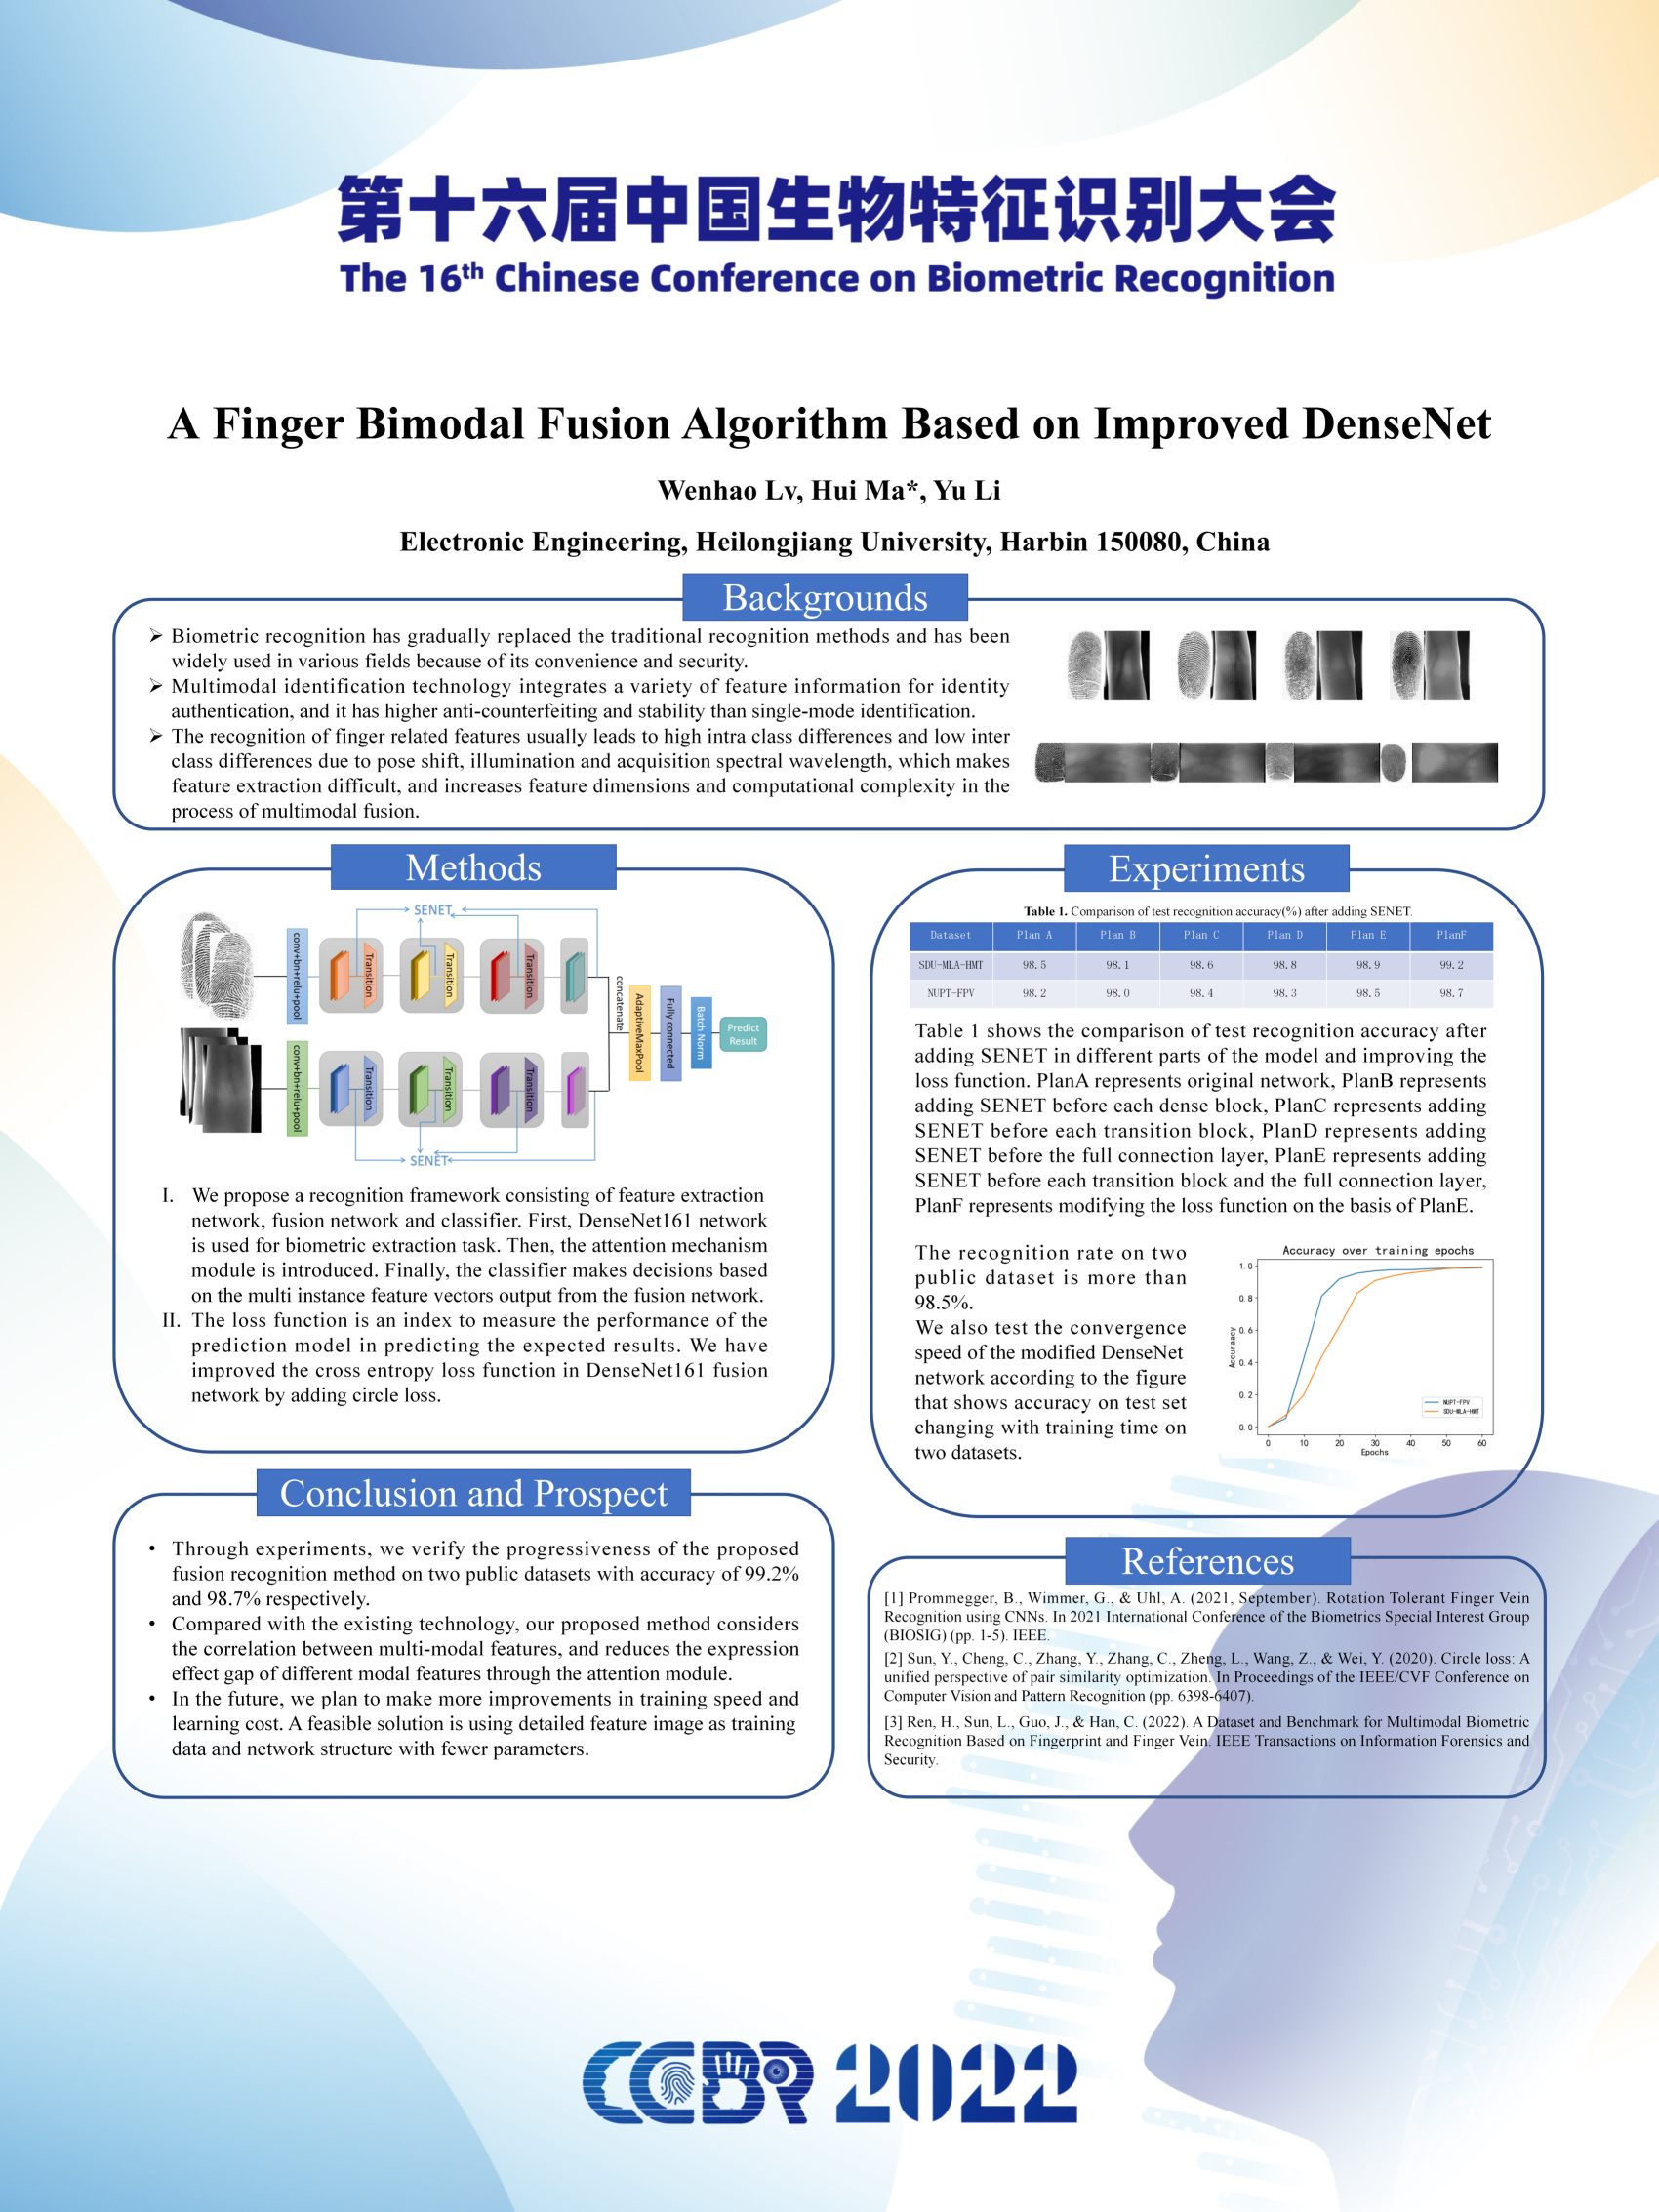 第十六届中国生物特征识别大会
The 16th Chinese Conference on Biometric Recognition
A Finger Bimodal Fusion Algorithm Based on Improved DenseNet
Wenhao Lv, Hui Ma*, Yu Li
Electronic Engineering, Heilongjiang University, Harbin 150080, China
Backgrounds
➢ Biometric recognition has gradually replaced the traditional recognition methods and has been
widely used in various fields because of its convenience and security.
➢ Multimodal identification technology integrates a variety of feature information for identity
authentication, and it has higher anti-counterfeiting and stability than single-mode identification.
➢ The recognition of finger related features usually leads to high intra class differences and low inter
class differences due to pose shift, illumination and acquisition spectral wavelength, which makes
feature extraction difficult, and increases feature dimensions and computational complexity in the
process of multimodal fusion.
Methods
SENET
conv+bn+relu+pool
Transition
Transition
Transition
conv+bn+relu+pool
Transition
Transition
Transition
SENET
concatenate
AdaptiveMaxPool
Fully connected
Batch Norm
Predict
Result
I. We propose a recognition framework consisting of feature extraction
network, fusion network and classifier. First, DenseNet161 network
is used for biometric extraction task. Then, the attention mechanism
module is introduced. Finally, the classifier makes decisions based
on the multi instance feature vectors output from the fusion network.
II. The loss function is an index to measure the performance of the
prediction model in predicting the expected results. We have
improved the cross entropy loss function in DenseNet161 fusion
network by adding circle loss.
Experiments
Table 1. Comparison of test recognition accuracy(%) after adding SENET.
Dataset Plan A Plan B Plan C Plan D Plan E PlanF
SDU-MLA-HMT 98.5 98.1 98.6 98.8 98.9 99.2
NUPT-FPV 98.2 98.0 98.4 98.3 98.5 98.7
Table 1 shows the comparison of test recognition accuracy after
adding SENET in different parts of the model and improving the
loss function. PlanA represents original network, PlanB represents
adding SENET before each dense block, PlanC represents adding
SENET before each transition block, PlanD represents adding
SENET before the full connection layer, PlanE represents adding
SENET before each transition block and the full connection layer,
PlanF represents modifying the loss function on the basis of PlanE.
The recognition rate on two
public dataset is more than
98.5%.
We also test the convergence
speed of the modified DenseNet
network according to the figure
that shows accuracy on test set
changing with training time on
two datasets.
Accuracy over training epochs
1.0
0.8
0.6
0.4
0.2
0.0
Accuraacy
NUPT-FPV
SDU-MLA-HMT
0 10 20 30 40 50 60
Epochs
Conclusion and Prospect
• Through experiments, we verify the progressiveness of the proposed
fusion recognition method on two public datasets with accuracy of 99.2%
and 98.7% respectively.
• Compared with the existing technology, our proposed method considers
the correlation between multi-modal features, and reduces the expression
effect gap of different modal features through the attention module.
• In the future, we plan to make more improvements in training speed and
learning cost. A feasible solution is using detailed feature image as training
data and network structure with fewer parameters.
References
[1] Prommegger, B., Wimmer, G., & Uhl, A. (2021, September). Rotation Tolerant Finger Vein
Recognition using CNNs. In 2021 International Conference of the Biometrics Special Interest Group
(BIOSIG) (pp. 1-5). IEEE.
[2] Sun, Y., Cheng, C., Zhang, Y., Zhang, C., Zheng, L., Wang, Z., & Wei, Y. (2020). Circle loss: A
unified perspective of pair similarity optimization. In Proceedings of the IEEE/CVF Conference on
Computer Vision and Pattern Recognition (pp. 6398-6407).
[3] Ren, H., Sun, L., Guo, J., & Han, C. (2022). A Dataset and Benchmark for Multimodal Biometric
Recognition Based on Fingerprint and Finger Vein. IEEE Transactions on Information Forensics and
Security.
CCBR 2022